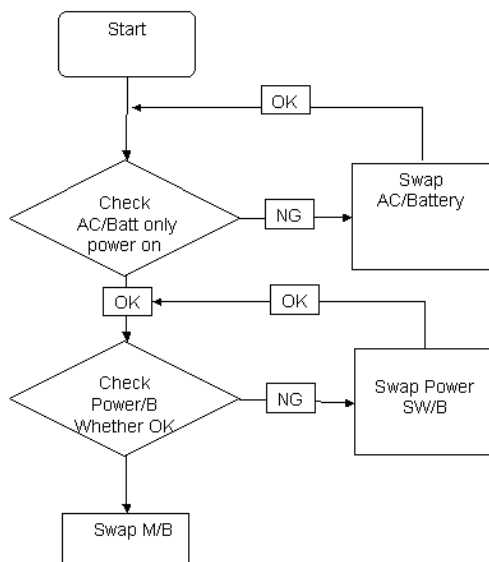 Start
OK
Check
AC/Batt only
power on
NG
Swap
AC/Battery
OK
OK
Check
Power/B
Whether OK
NG
Swap Power
SW/B
Swap M/B